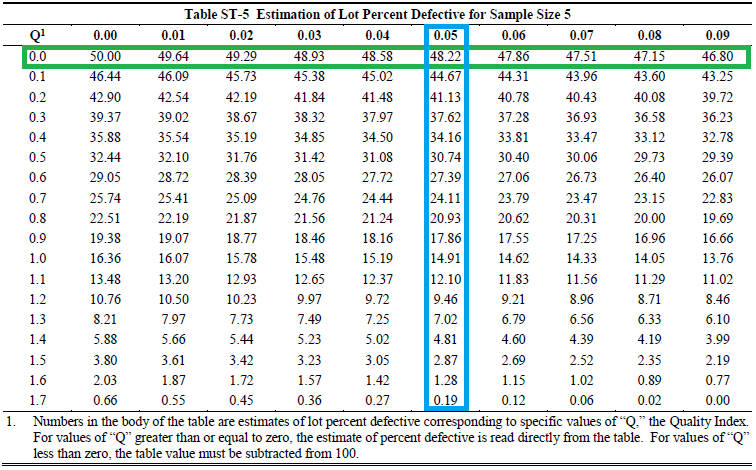 Table ST-5 Estimation of Lot Percent Defective for Sample Size 5
Q1 0.00 0.01 0.02 0.03 0.04 0.05 0.06 0.07 0.08 0.09
0.0 50.00 49.64 49.29 48.93 48.58 48.22 47.86 47.51 47.15 46.80
0.1 46.44 46.09 45.73 45.38 45.02 44.67 44.31 43.96 43.60 43.25
0.2 42.90 42.54 42.19 41.84 41.48 41.13 40.78 40.43 40.08 39.72
0.3 39.37 39.02 38.67 38.32 37.97 37.62 37.28 36.93 36.58 36.23
0.4 35.88 35.54 35.19 34.85 34.50 34.16 33.81 33.47 33.12 32.78
0.5 32.44 32.10 31.76 31.42 31.08 30.74 30.40 30.06 29.73 29.39
0.6 29.05 28.72 28.39 28.05 27.72 27.39 27.06 26.73 26.40 26.07
0.7 25.74 25.41 25.09 24.76 24.44 24.11 23.79 23.47 23.15 22.83
0.8 22.51 22.19 21.87 21.56 21.24 20.93 20.62 20.31 20.00 19.69
0.9 19.38 19.07 18.77 18.46 18.16 17.86 17.55 17.25 16.96 16.66
1.0 16.36 16.07 15.78 15.48 15.19 14.91 14.62 14.33 14.05 13.76
1.1 13.48 13.20 12.93 12.65 12.37 12.10 11.83 11.56 11.29 11.02
1.2 10.76 10.50 10.23 9.97 9.72 9.46 9.21 8.96 8.71 8.46
1.3 8.21 7.97 7.73 7.49 7.25 7.02 6.79 6.56 6.33 6.10
1.4 5.88 5.66 5.44 5.23 5.02 4.81 4.60 4.39 4.19 3.99
1.5 3.80 3.61 3.42 3.23 3.05 2.87 2.69 2.52 2.35 2.19
1.6 2.03 1.87 1.72 1.57 1.42 1.28 1.15 1.02 0.89 0.77
1.7 0.66 0.55 0.45 0.36 0.27 0.19 0.12 0.06 0.02 0.00
1. Numbers in the body of the table are estimates of lot percent defective corresponding to specific values of “Q,” the Quality Index.
For values of “Q” greater than or equal to zero, the estimate of percent defective is read directly from the table. For values of “Q”
less than zero, the table value must be subtracted from 100.